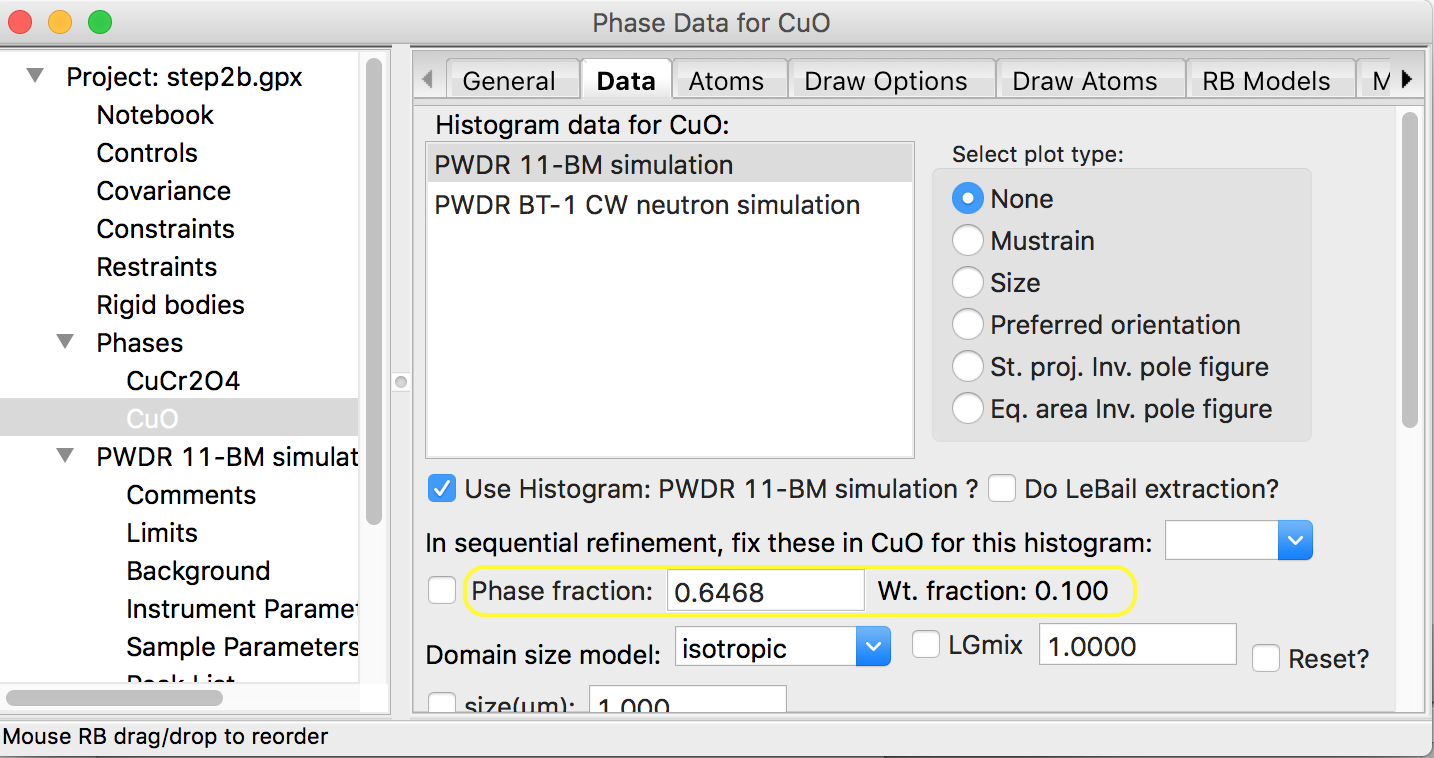 Phase Data for CuO
Project: step2b.gpx
Notebook
Controls
Covariance
Constraints
Restraints
Rigid bodies
Phases
CuCr2O4
CuO
PWDR 11-BM simulat
Comments
Limits
Background
Instrument Paramet
Sample Parameters
Peak List
General Data Atoms Draw Options Draw Atoms RB Models M
Histogram data for CuO:
PWDR 11-BM simulation
PWDR BT-1 CW neutron simulation
Select plot type:
None
Mustrain
Size
Preferred orientation
St. proj. Inv. pole figure
Eq. area Inv. pole figure
Use Histogram: PWDR 11-BM simulation ? Do LeBail extraction?
In sequential refinement, fix these in CuO for this histogram:
Phase fraction: 0.6468 Wt. fraction: 0.100
Domain size model: isotropic LGmix 1.0000 Reset?
size(um): 1.000
Mouse RB drag/drop to reorder